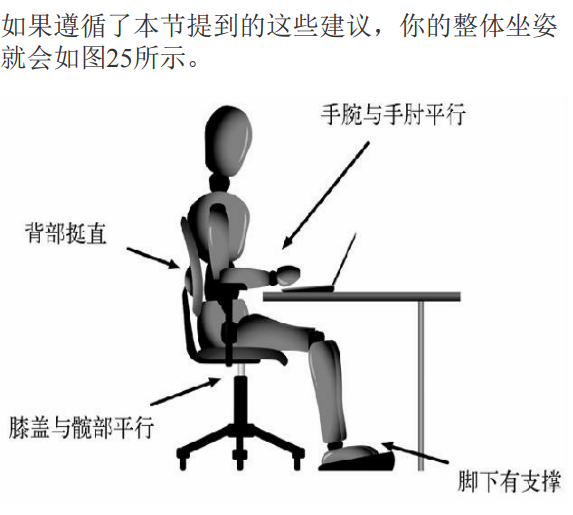 如果遵循了本节提到的这些建议，你的整体坐姿
就会如图25所示。
手腕与手肘平行
背部挺直
膝盖与髋部平行
脚下有支撑